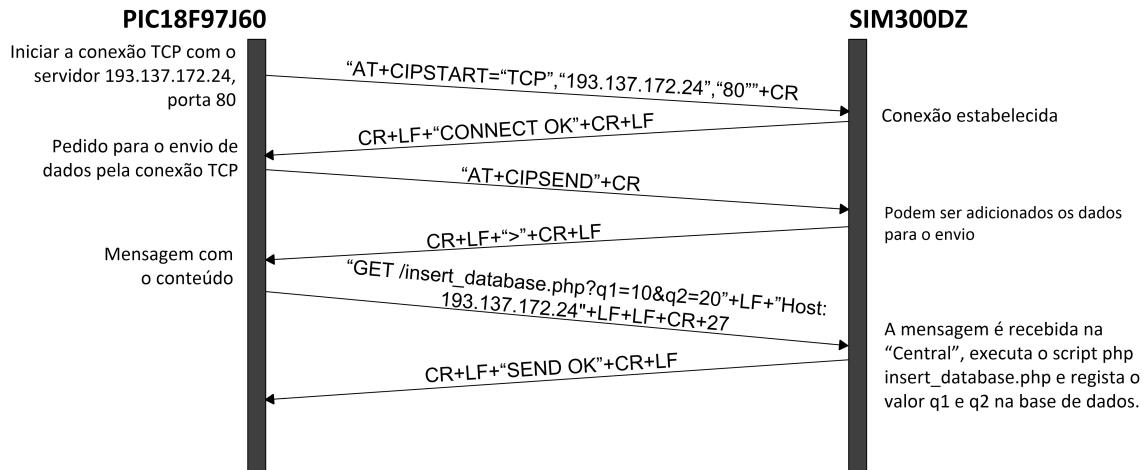 PIC18F97J60
SIM300DZ
Iniciar a conexão TCP com o
servidor 193.137.172.24,
porta 80
“AT+CIPSTART=“TCP”,“193.137.172.24”,“80””+CR
Conexão estabelecida
CR+LF+“CONNECT OK”+CR+LF
Pedido para o envio de
dados pela conexão TCP
“AT+CIPSEND”+CR
Podem ser adicionados os dados
para o envio
CR+LF+“>”+CR+LF
Mensagem com
o conteúdo
“GET /insert_database.php?q1=10&q2=20”+LF+”Host:
193.137.172.24"+LF+LF+CR+27
A mensagem é recebida na
“Central”, executa o script php
insert_database.php e regista o
valor q1 e q2 na base de dados.
CR+LF+“SEND OK”+CR+LF